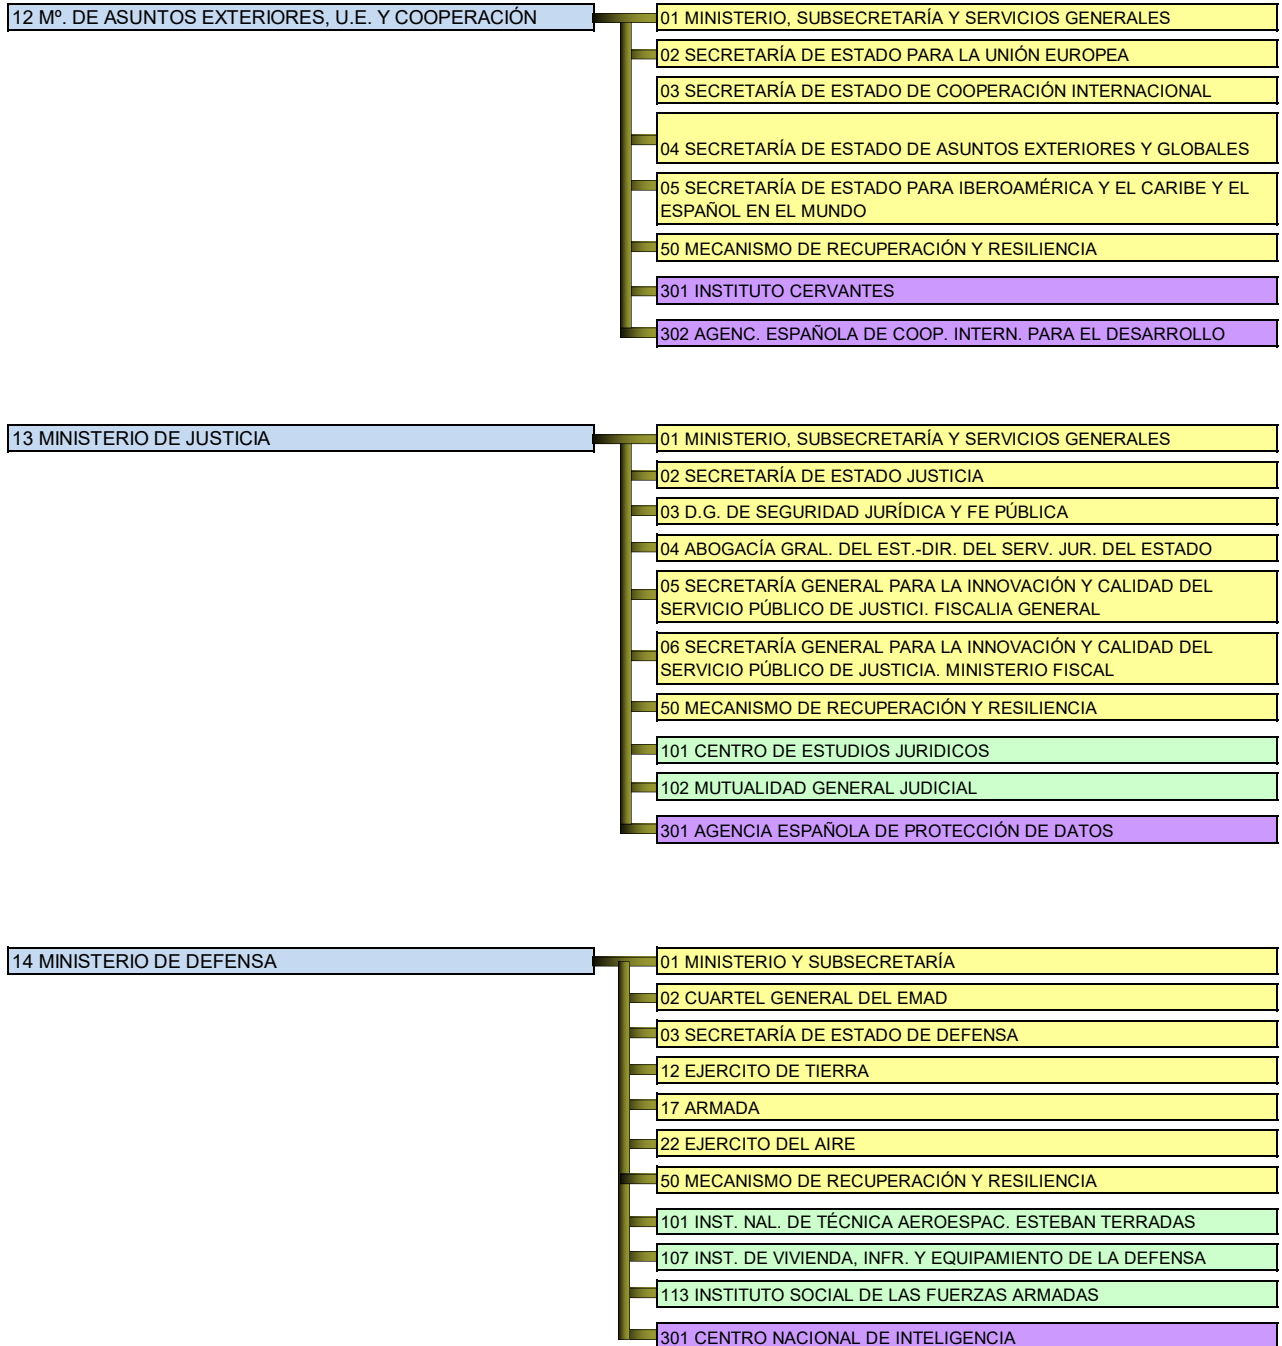 12 Mº. DE ASUNTOS EXTERIORES, U.E. Y COOPERACIÓN
01 MINISTERIO, SUBSECRETARÍA Y SERVICIOS GENERALES
02 SECRETARÍA DE ESTADO PARA LA UNIÓN EUROPEA
03 SECRETARÍA DE ESTADO DE COOPERACIÓN INTERNACIONAL
04 SECRETARÍA DE ESTADO DE ASUNTOS EXTERIORES Y GLOBALES
05 SECRETARÍA DE ESTADO PARA IBEROAMÉRICA Y EL CARIBE Y EL
ESPAÑOL EN EL MUNDO
50 MECANISMO DE RECUPERACIÓN Y RESILIENCIA
301 INSTITUTO CERVANTES
302 AGENC. ESPAÑOLA DE COOP. INTERN. PARA EL DESARROLLO
13 MINISTERIO DE JUSTICIA
01 MINISTERIO, SUBSECRETARÍA Y SERVICIOS GENERALES
02 SECRETARÍA DE ESTADO JUSTICIA
03 D.G. DE SEGURIDAD JURÍDICA Y FE PÚBLICA
04 ABOGACÍA GRAL. DEL EST.-DIR. DEL SERV. JUR. DEL ESTADO
05 SECRETARÍA GENERAL PARA LA INNOVACIÓN Y CALIDAD DEL
SERVICIO PÚBLICO DE JUSTICI. FISCALIA GENERAL
06 SECRETARÍA GENERAL PARA LA INNOVACIÓN Y CALIDAD DEL
SERVICIO PÚBLICO DE JUSTICIA. MINISTERIO FISCAL
50 MECANISMO DE RECUPERACIÓN Y RESILIENCIA
101 CENTRO DE ESTUDIOS JURIDICOS
102 MUTUALIDAD GENERAL JUDICIAL
301 AGENCIA ESPAÑOLA DE PROTECCIÓN DE DATOS
14 MINISTERIO DE DEFENSA
01 MINISTERIO Y SUBSECRETARÍA
02 CUARTEL GENERAL DEL EMAD
03 SECRETARÍA DE ESTADO DE DEFENSA
12 EJERCITO DE TIERRA
17 ARMADA
22 EJERCITO DEL AIRE
50 MECANISMO DE RECUPERACIÓN Y RESILIENCIA
101 INST. NAL. DE TÉCNICA AEROESPAC. ESTEBAN TERRADAS
107 INST. DE VIVIENDA, INFR. Y EQUIPAMIENTO DE LA DEFENSA
113 INSTITUTO SOCIAL DE LAS FUERZAS ARMADAS
301 CENTRO NACIONAL DE INTELIGENCIA